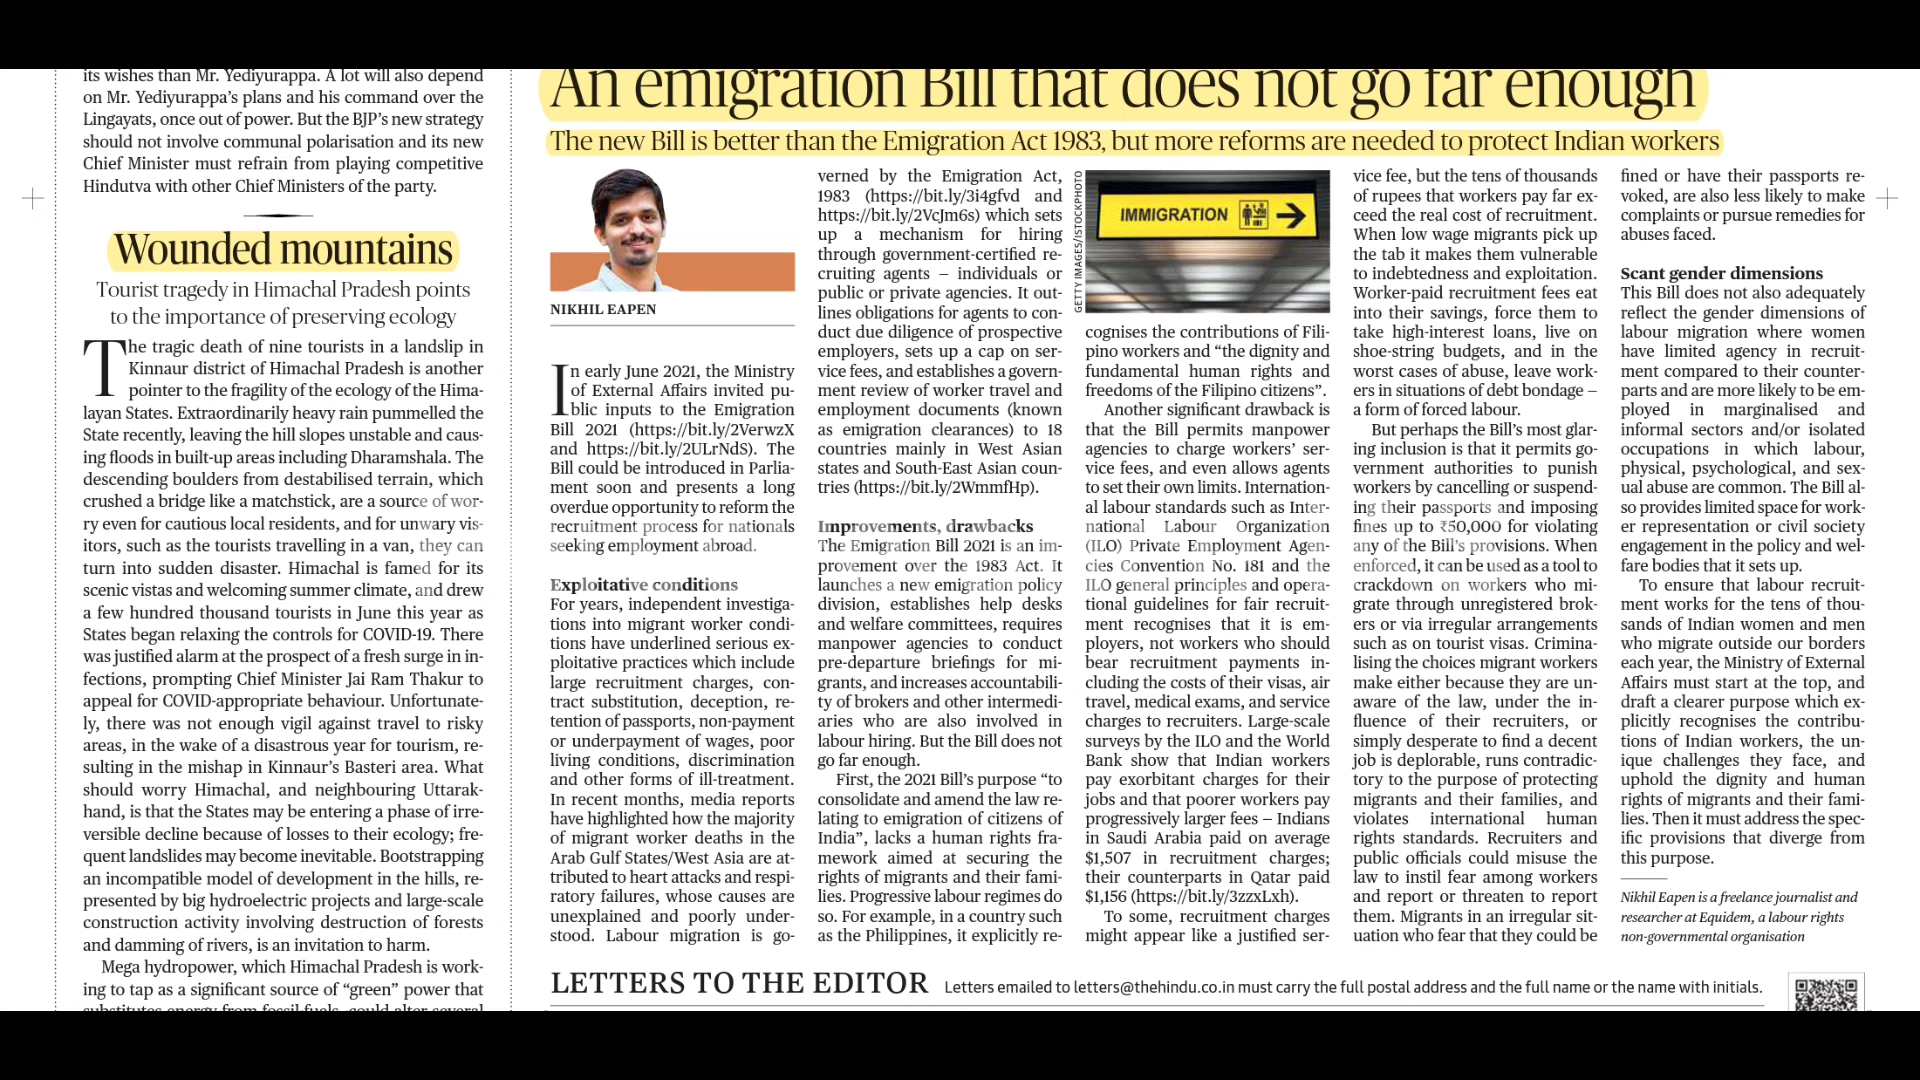 its wishes than Mr. Yediyurappa. A lot will also depend
on Mr. Yediyurappa's plans and his command over the
Lingayats, once out of power. But the BJP's new strategy
should not involve communal polarisation and its new
Chief Minister must refrain from playing competitive
Hindutva with other Chief Ministers of the party.
Wounded mountains
Tourist tragedy in Himachal Pradesh points
to the importance of preserving ecology
The tragic death of nine tourists in a landslip in
Kinnaur district of Himachal Pradesh is another
pointer to the fragility of the ecology of the Hima-
layan States. Extraordinarily heavy rain pummelled the
State recently, leaving the hill slopes unstable and caus-
ing floods in built-up areas including Dharamshala. The
descending boulders from destabilised terrain, which
crushed a bridge like a matchstick, are a source of wor-
ry even for cautious local residents, and for unwary vis-
itors, such as the tourists travelling in a van, they can
turn into sudden disaster. Himachal is famed for its
scenic vistas and welcoming summer climate, and drew
a few hundred thousand tourists in June this year as
States began relaxing the controls for COVID-19. There
was justified alarm at the prospect of a fresh surge in in-
fections, prompting Chief Minister Jai Ram Thakur to
appeal for COVID-appropriate behaviour. Unfortunate-
ly, there was not enough vigil against travel to risky
areas, in the wake of a disastrous year for tourism, re-
sulting in the mishap in Kinnaur's Basteri area. What
should worry Himachal, and neighbouring Uttarak-
hand, is that the States may be entering a phase of irre-
versible decline because of losses to their ecology; fre-
quent landslides may become inevitable. Bootstrapping
an incompatible model of development in the hills, re-
presented by big hydroelectric projects and large-scale
construction activity involving destruction of forests
and damming of rivers, is an invitation to harm.
Mega hydropower, which Himachal Pradesh is work-
ing to tap as a significant source of "green" power that
substitutes energy from fossil-fuels, could alter several
An emigration Bill that does not go far enough
The new Bill is better than the Emigration Act 1983, but more reforms are needed to protect Indian workers
NIKHIL EAPEN
In early June 2021, the Ministry
of External Affairs invited pu-
blic inputs to the Emigration
Bill 2021 (https://bit.ly/2VerwzX
and https://bit.ly/2ULrNdS). The
Bill could be introduced in Parlia-
ment soon and presents a long
overdue opportunity to reform the
recruitment process for nationals
seeking employment abroad.
Exploitative conditions
For years, independent investiga-
tions into migrant worker condi-
tions have underlined serious ex-
ploitative practices which include
large recruitment charges, con-
tract substitution, deception, re-
tention of passports, non-payment
or underpayment of wages, poor
living conditions, discrimination
and other forms of ill-treatment.
In recent months, media reports
have highlighted how the majority
of migrant worker deaths in the
Arab Gulf States/West Asia are at-
tributed to heart attacks and respi-
ratory failures, whose causes are
unexplained and poorly under-
stood. Labour migration is go-
verned by the Emigration Act,
1983 (https://bit.ly/3i4gfvd and
https://bit.ly/2VcJm6s) which sets
up a mechanism for hiring
through government-certified re-
cruiting agents – individuals or
public or private agencies. It out-
lines obligations for agents to con-
duct due diligence of prospective
employers, sets up a cap on ser-
vice fees, and establishes a govern-
ment review of worker travel and
employment documents (known
as emigration clearances) to 18
countries mainly in West Asian
states and South-East Asian coun-
tries (https://bit.ly/2WmmfHp).
Improvements, drawbacks
The Emigration Bill 2021 is an im-
provement over the 1983 Act. It
launches a new emigration policy
division, establishes help desks
and welfare committees, requires
manpower agencies to conduct
pre-departure briefings for mi-
grants, and increases accountabili-
ty of brokers and other intermedi-
aries who are also involved in
labour hiring. But the Bill does not
go far enough.
First, the 2021 Bill's purpose "to
consolidate and amend the law re-
lating to emigration of citizens of
India", lacks a human rights fra-
mework aimed at securing the
rights of migrants and their fami-
lies. Progressive labour regimes do
so. For example, in a country such
as the Philippines, it explicitly re-
GETTY IMAGES/ISTOCKPHOTO
IMMIGRATION
cognises the contributions of Fili-
pino workers and "the dignity and
fundamental human rights and
freedoms of the Filipino citizens".
Another significant drawback is
that the Bill permits manpower
agencies to charge workers' ser-
vice fees, and even allows agents
to set their own limits. Internation-
al labour standards such as Inter-
national Labour Organization
(ILO) Private Employment Agen-
cies Convention No. 181 and the
ILO general principles and opera-
tional guidelines for fair recruit-
ment recognises that it is em-
ployers, not workers who should
bear recruitment payments in-
cluding the costs of their visas, air
travel, medical exams, and service
charges to recruiters. Large-scale
surveys by the ILO and the World
Bank show that Indian workers
pay exorbitant charges for their
jobs and that poorer workers pay
progressively larger fees – Indians
in Saudi Arabia paid on average
$1,507 in recruitment charges;
their counterparts in Qatar paid
$1,156 (https://bit.ly/3zzxLxh).
To some, recruitment charges
might appear like a justified ser-
vice fee, but the tens of thousands
of rupees that workers pay far ex-
ceed the real cost of recruitment.
When low wage migrants pick up
the tab it makes them vulnerable
to indebtedness and exploitation.
Worker-paid recruitment fees eat
into their savings, force them to
take high-interest loans, live on
shoe-string budgets, and in the
worst cases of abuse, leave work-
ers in situations of debt bondage –
a form of forced labour.
But perhaps the Bill's most glar-
ing inclusion is that it permits go-
vernment authorities to punish
workers by cancelling or suspend-
ing their passports and imposing
fines up to ₹50,000 for violating
any of the Bill's provisions. When
enforced, it can be used as a tool to
crackdown on workers who mi-
grate through unregistered brok-
ers or via irregular arrangements
such as on tourist visas. Crimina-
lising the choices migrant workers
make either because they are un-
aware of the law, under the in-
fluence of their recruiters, or
simply desperate to find a decent
job is deplorable, runs contradic-
tory to the purpose of protecting
migrants and their families, and
violates international human
rights standards. Recruiters and
public officials could misuse the
law to instil fear among workers
and report or threaten to report
them. Migrants in an irregular sit-
uation who fear that they could be
fined or have their passports re-
voked, are also less likely to make
complaints or pursue remedies for
abuses faced.
Scant gender dimensions
This Bill does not also adequately
reflect the gender dimensions of
labour migration where women
have limited agency in recruit-
ment compared to their counter-
parts and are more likely to be em-
ployed in marginalised and
informal sectors and/or isolated
occupations in which labour,
physical, psychological, and sex-
ual abuse are common. The Bill al-
so provides limited space for work-
er representation or civil society
engagement in the policy and wel-
fare bodies that it sets up.
To ensure that labour recruit-
ment works for the tens of thou-
sands of Indian women and men
who migrate outside our borders
each year, the Ministry of External
Affairs must start at the top, and
draft a clearer purpose which ex-
plicitly recognises the contribu-
tions of Indian workers, the un-
ique challenges they face, and
uphold the dignity and human
rights of migrants and their fami-
lies. Then it must address the spec-
ific provisions that diverge from
this purpose.
Nikhil Eapen is a freelance journalist and
researcher at Equidem, a labour rights
non-governmental organisation
LETTERS TO THE EDITOR Letters emailed to letters@thehindu.co.in must carry the full postal address and the full name or the name with initials.